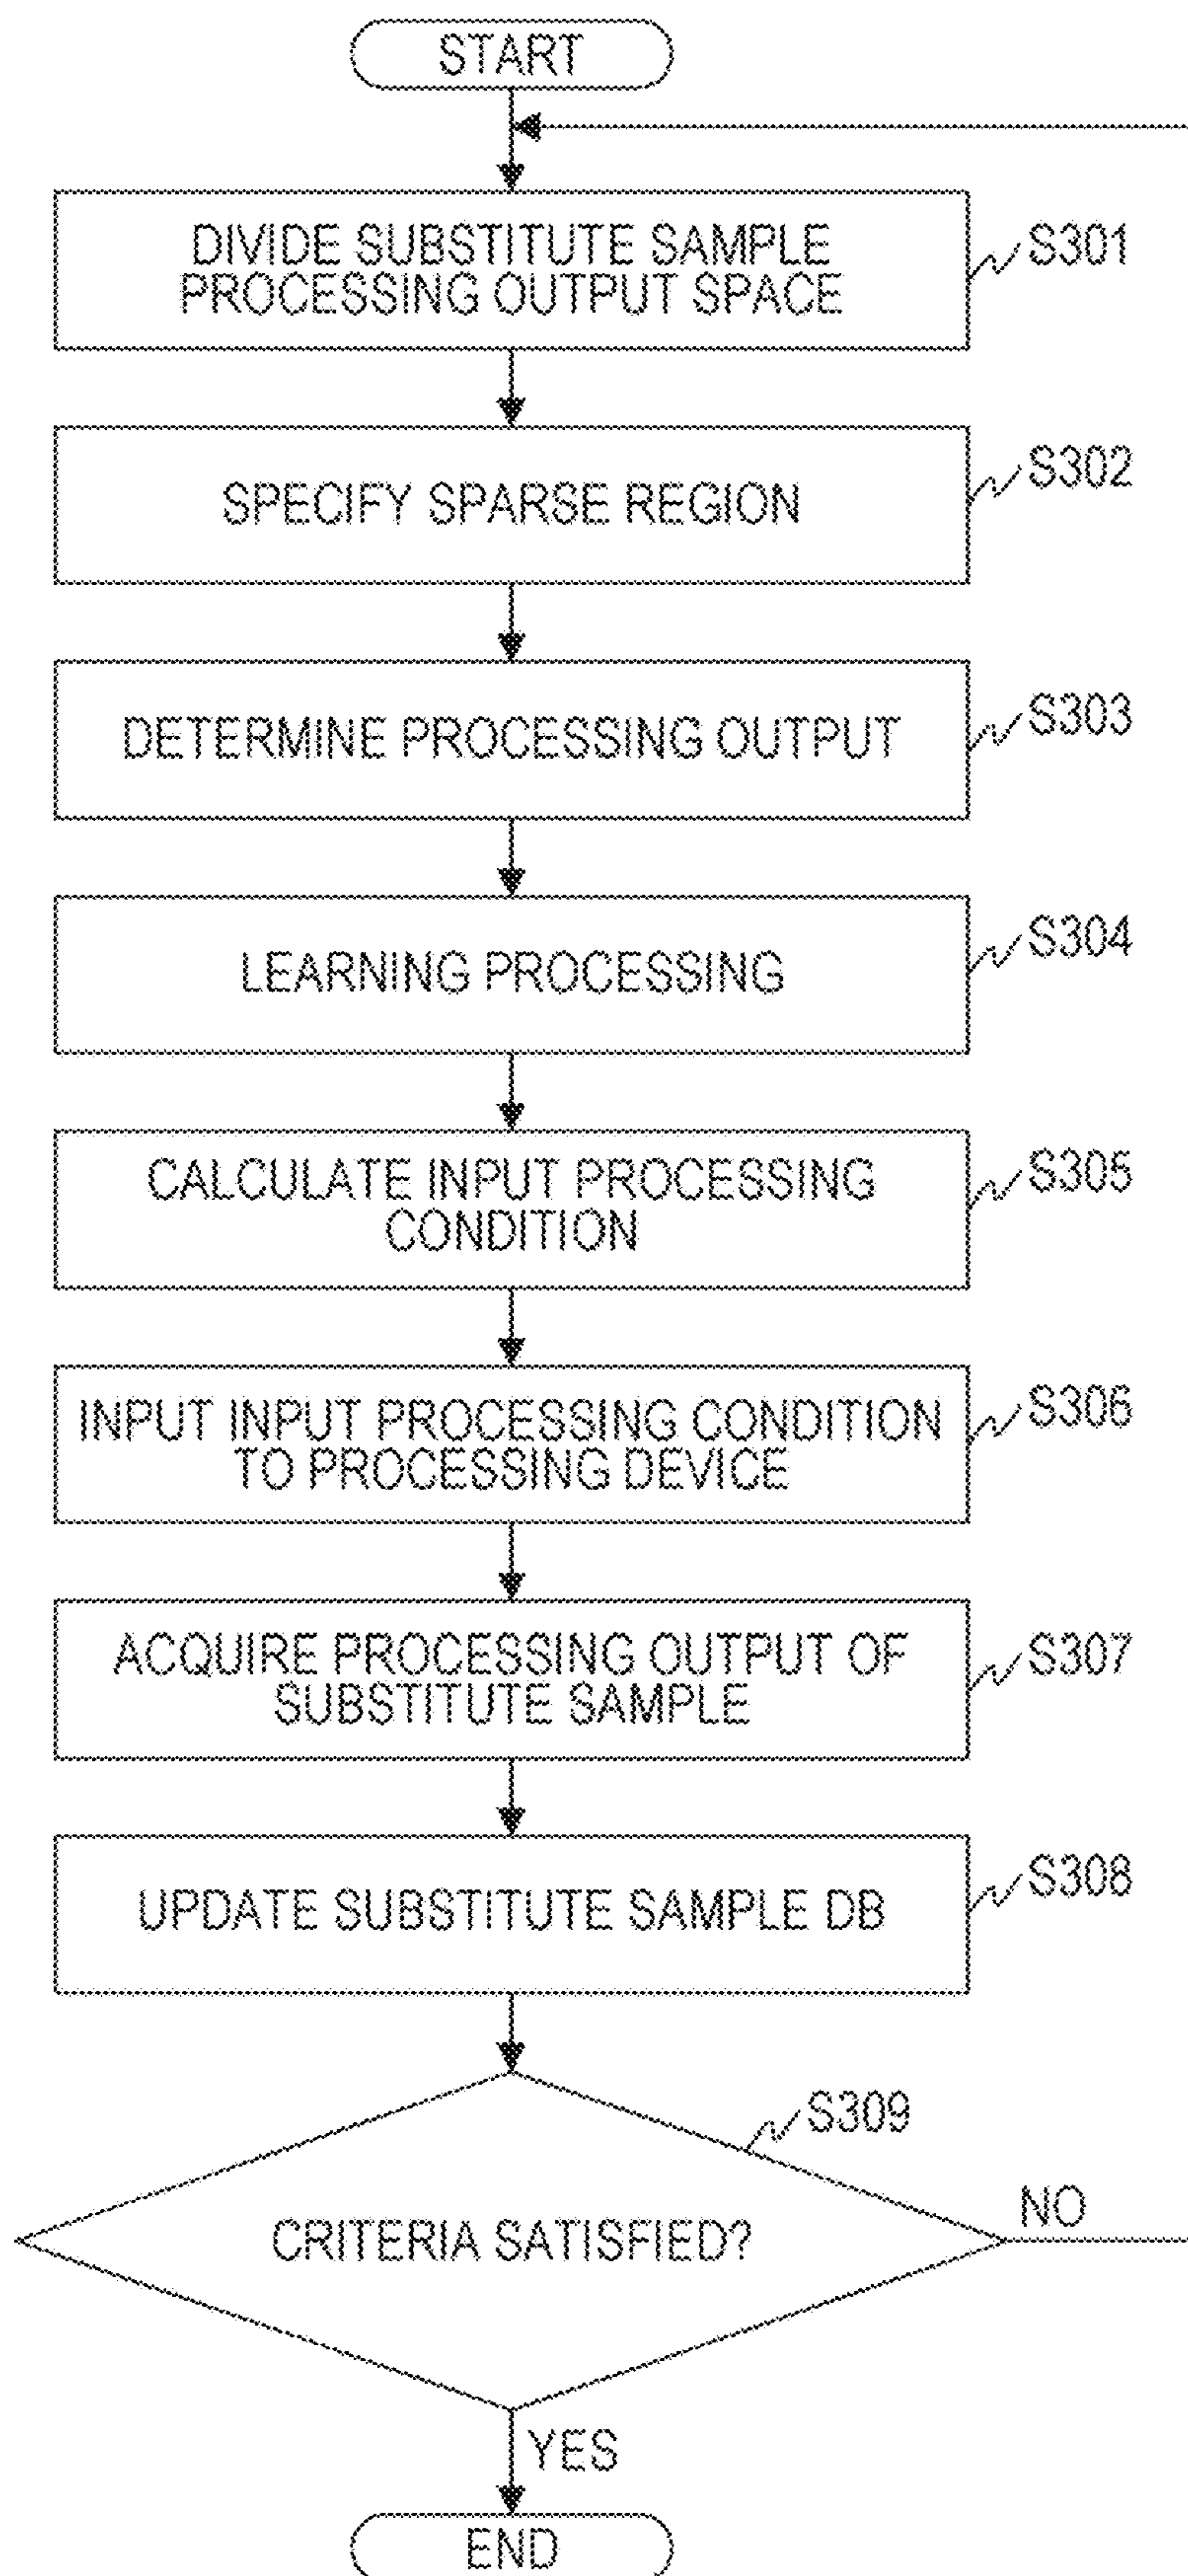 START
DIVIDE SUBSTITUTE SAMPLE
PROCESSING OUTPUT SPACE
S301
SPECIFY SPARSE REGION
S302
DETERMINE PROCESSING OUTPUT
S303
LEARNING PROCESSING
S304
CALCULATE INPUT PROCESSING
CONDITION
S305
INPUT INPUT PROCESSING CONDITION
TO PROCESSING DEVICE
S306
ACQUIRE PROCESSING OUTPUT OF
SUBSTITUTE SAMPLE
S307
UPDATE SUBSTITUTE SAMPLE DB
S308
S309
CRITERIA SATISFIED?
NO
YES
END